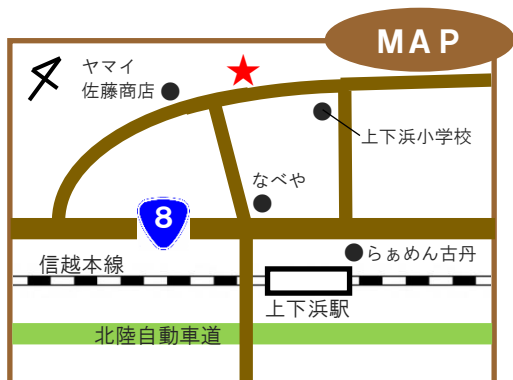 MAP
ヤマイ
佐藤商店
上下浜小学校
なべや
8
らぁめん古丹
信越本線
上下浜駅
北陸自動車道